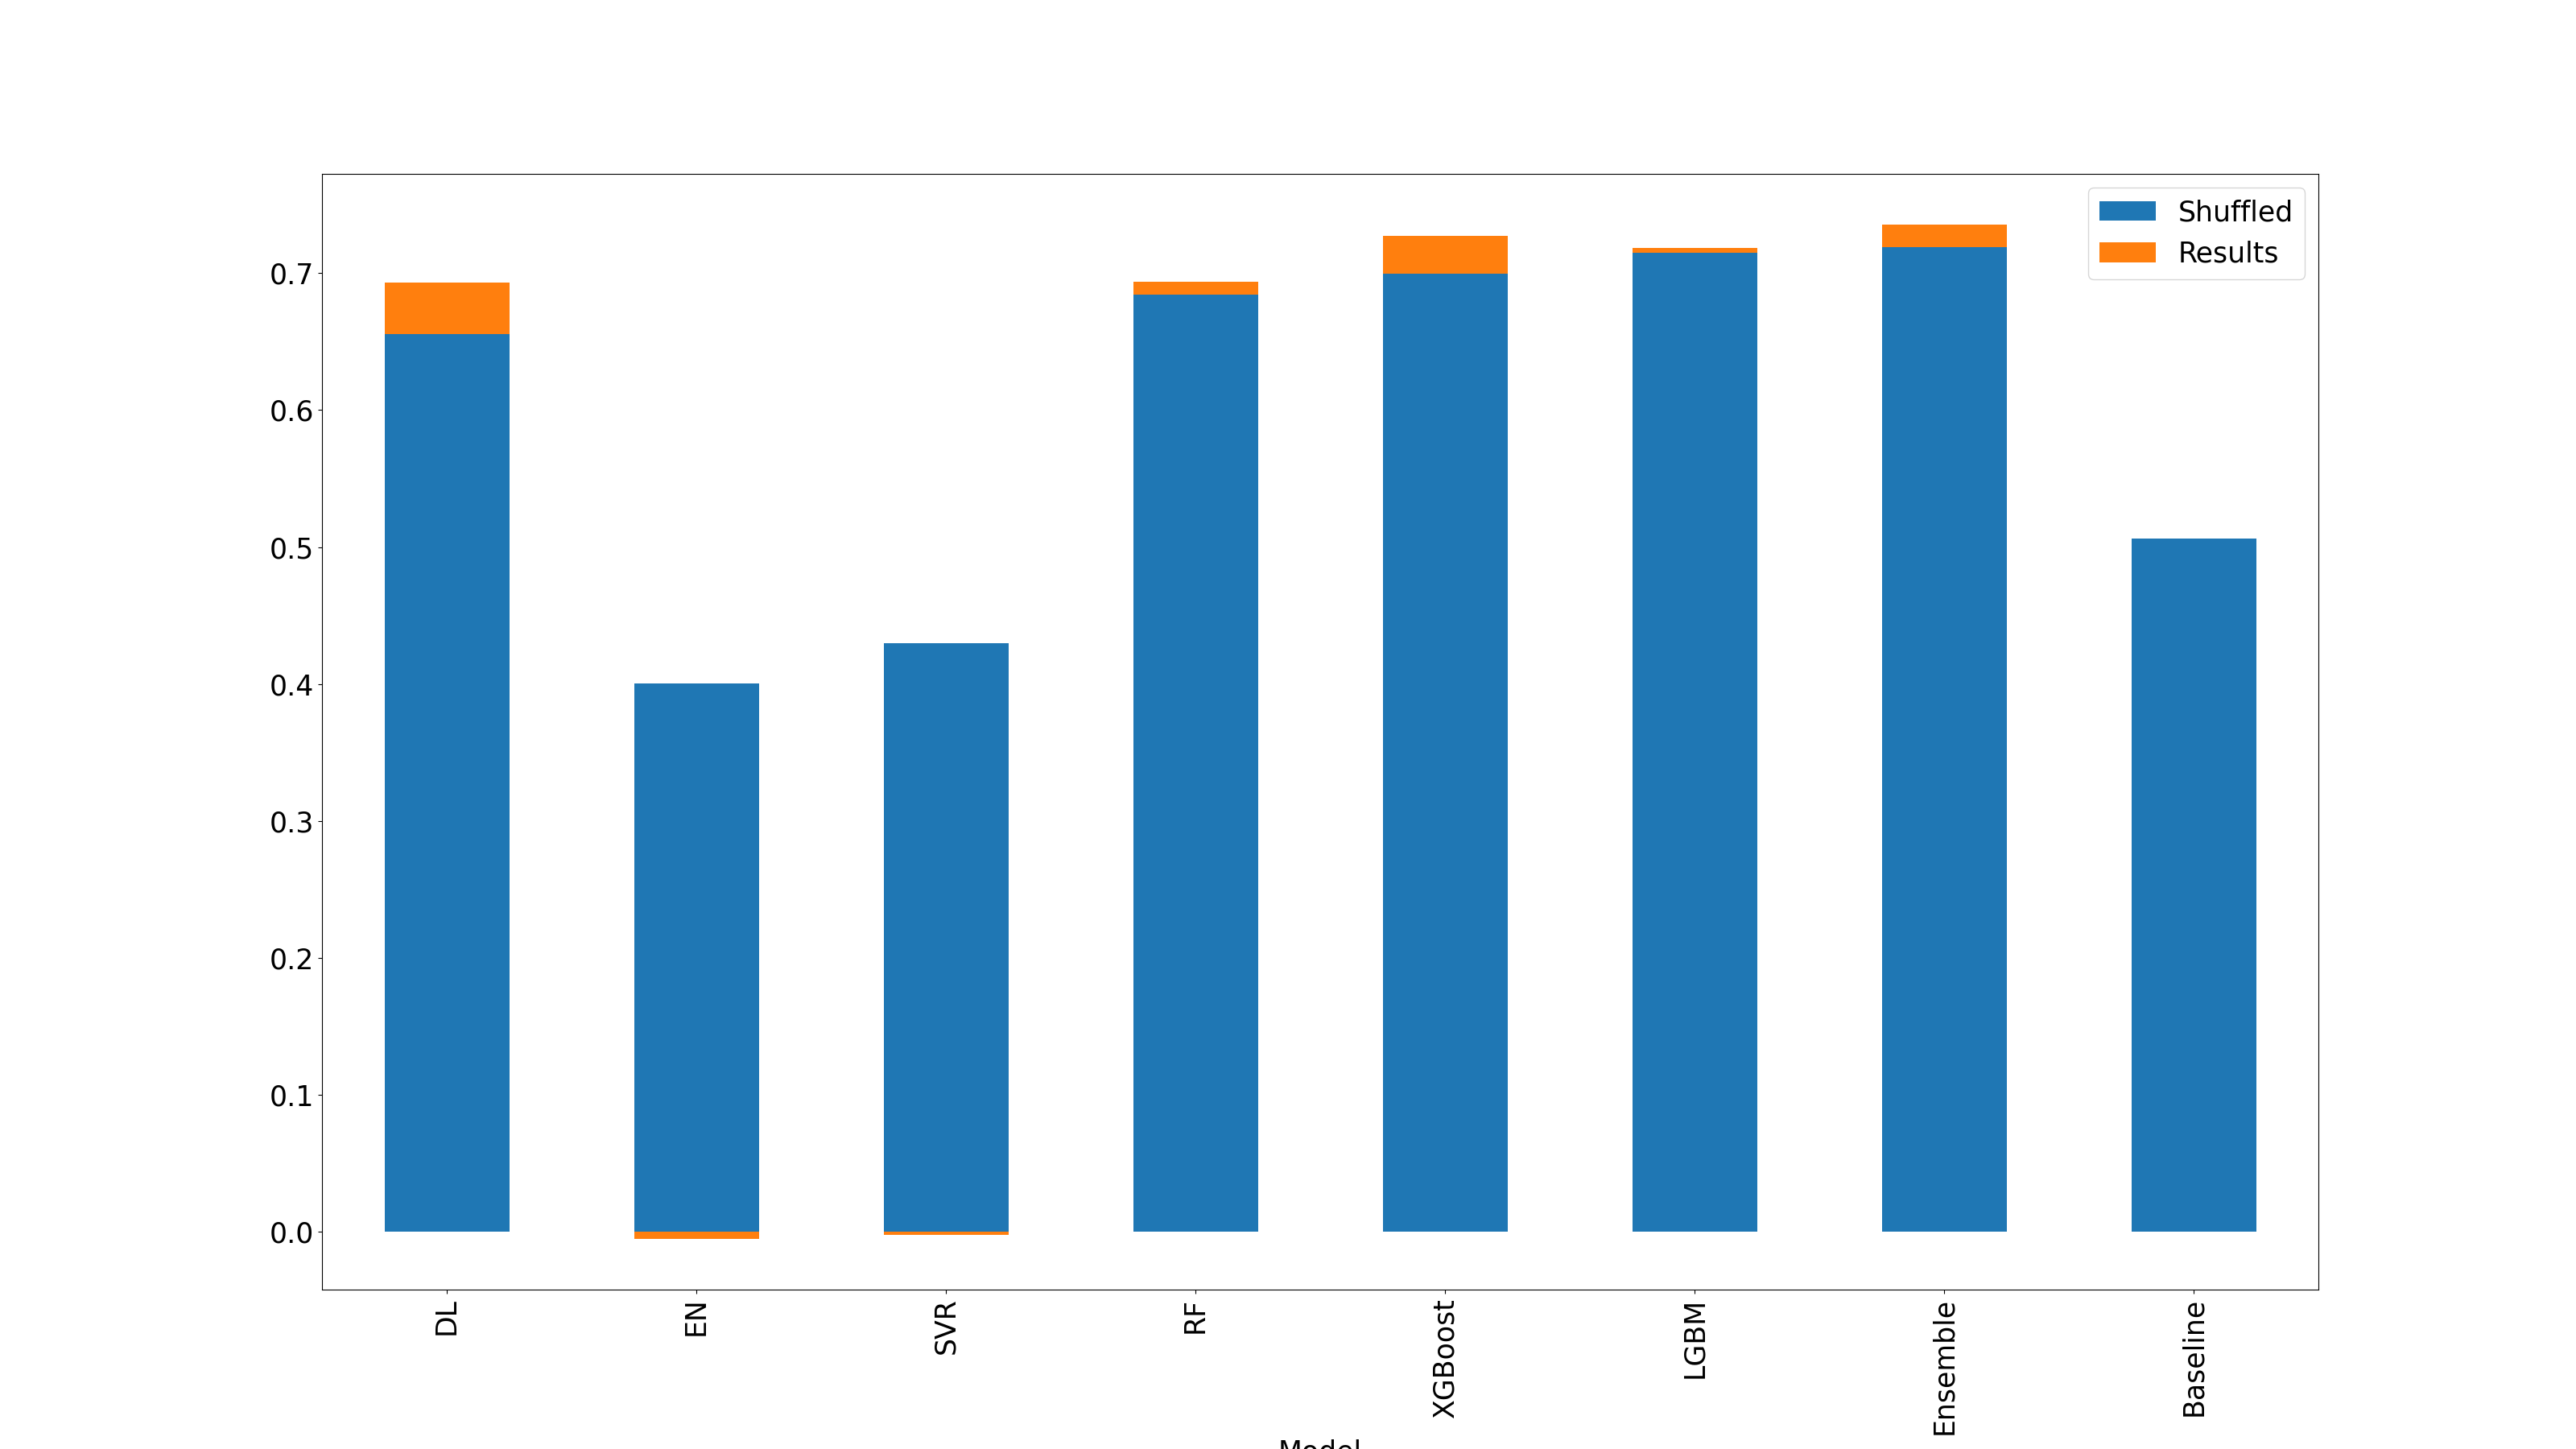 Shuffled
Results
0.7
0.6
0.5
0.4
0.3
0.2
0.1
0.0
DL
EN
SVR
RF
XGBoost
LGBM
Ensemble
Baseline
Model